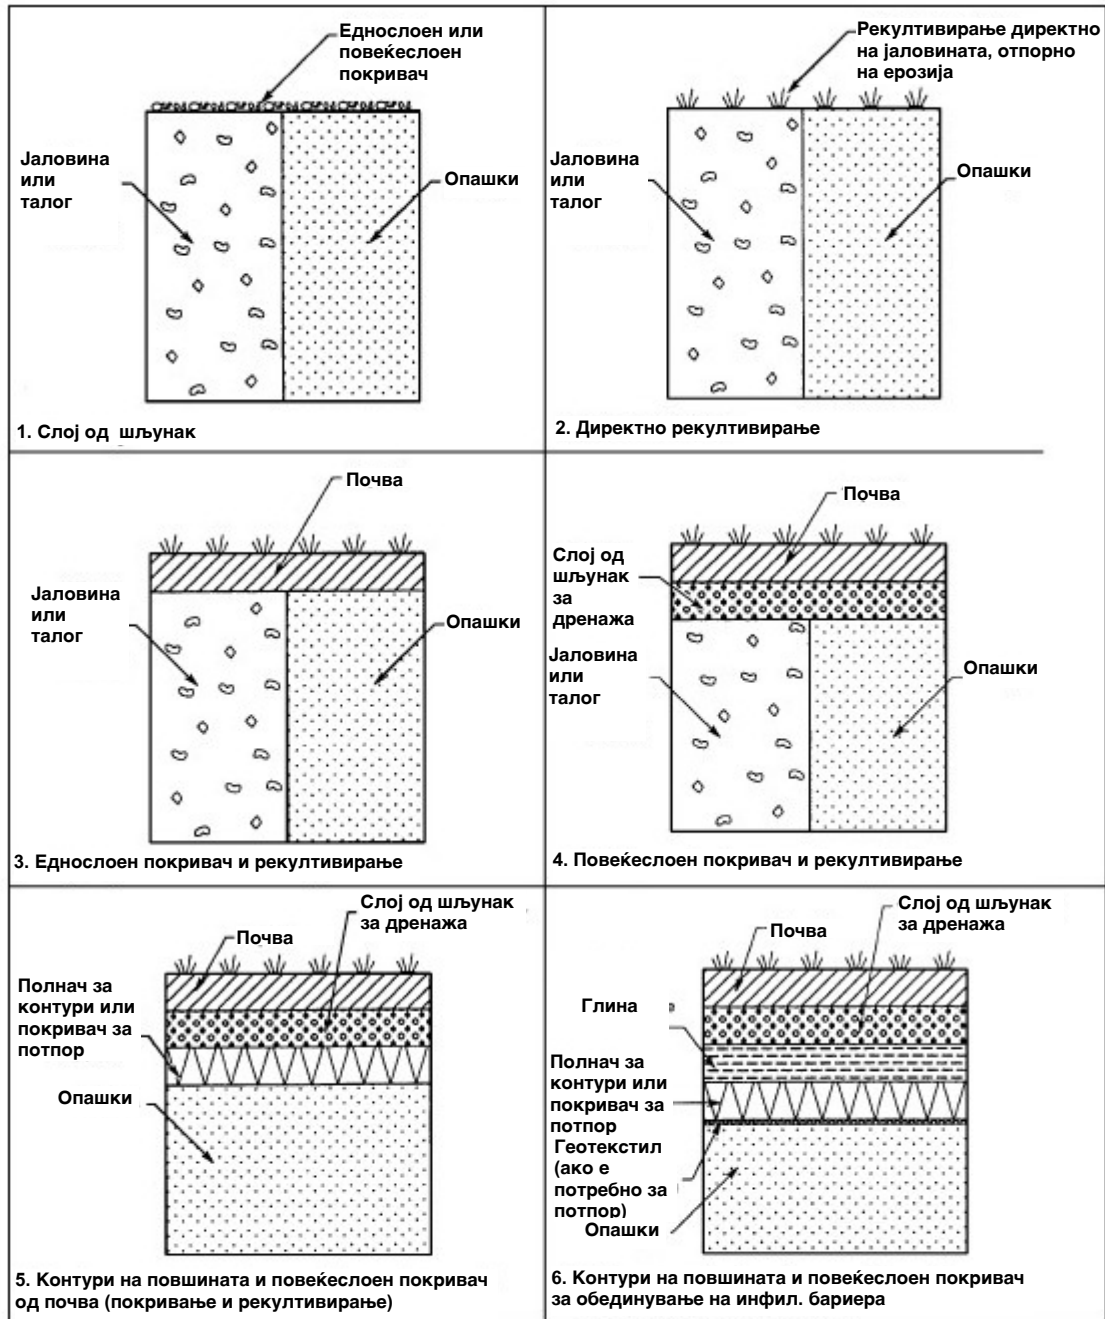 Еднослоен или
повеќеслоен
покривач
Јаловина
или
талог
Опашки
1. Слој од шљунак
Рекултивирање директно
на јаловината, отпорно
на ерозија
Јаловина
или
талог
Опашки
2. Директно рекултивирање
Почва
Јаловина
или
талог
Опашки
3. Еднослоен покривач и рекултивирање
Почва
Слој од
шљунак
за
дренажа
Јаловина
или
талог
Опашки
4. Повеќеслоен покривач и рекултивирање
Слој од шљунак
за дренажа
Почва
Полнач за
контури или
покривач за
потпор
Опашки
5. Контури на повшината и повеќеслоен покривач
од почва (покривање и рекултивирање)
Слој од шљунак
за дренажа
Почва
Глина
Полнач за
контури или
покривач за
потпор
Геотекстил
(ако е
потребно за
потпор)
Опашки
6. Контури на повшината и повеќеслоен покривач
за обединување на инфил. бариера